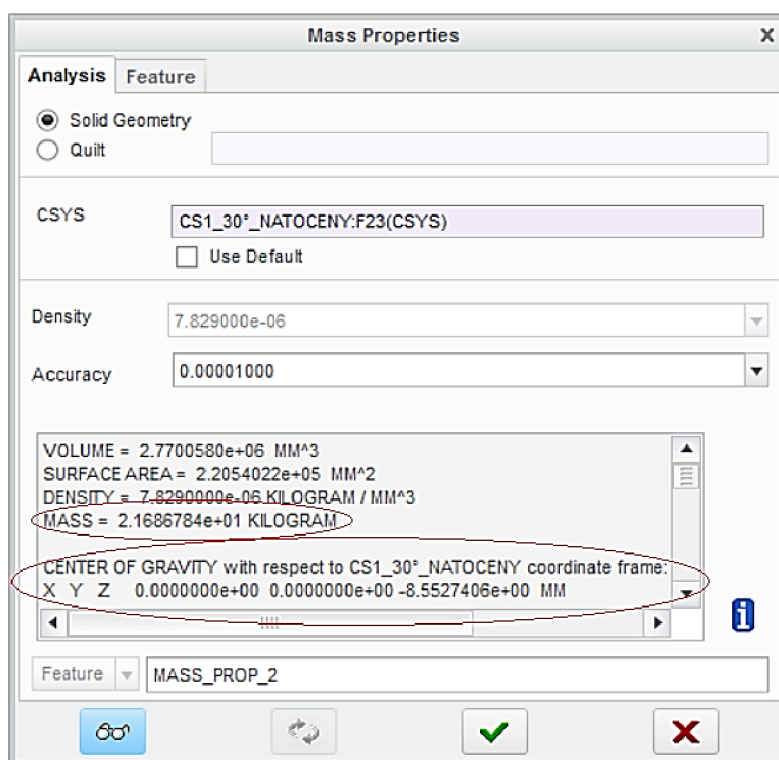 Mass Properties
Analysis Feature
Solid Geometry
Quilt
CSYS
CS1_30°_NATOCENY:F23(CSYS)
Use Default
Density
7.829000e-06
Accuracy
0.00001000
VOLUME = 2.7700580e+06 MM^3
SURFACE AREA = 2.2054022e+05 MM^2
DENSITY = 7.8290000e-06 KILOGRAM / MM^3
MASS = 2.1686784e+01 KILOGRAM
CENTER OF GRAVITY with respect to CS1_30°_NATOCENY coordinate frame:
X Y Z 0.0000000e+00 0.0000000e+00 -8.5527406e+00 MM
Feature MASS_PROP_2